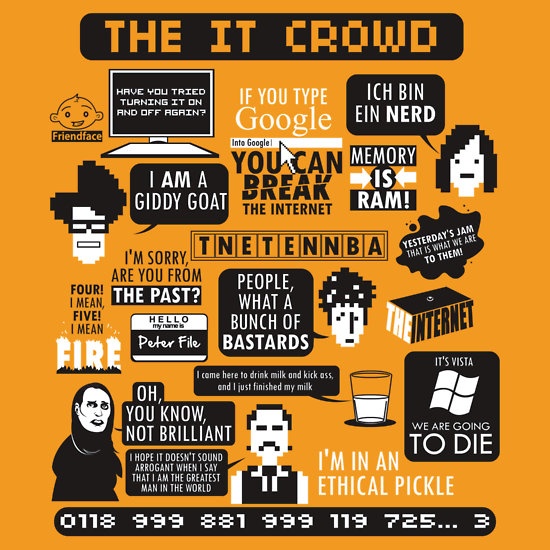 THE IT CROWD
HAVE YOU TRIED
TURNING IT ON
AND OFF AGAIN?
Friendface
IF YOU TYPE
Google
Into Google!
YOU CAN
BREAK
THE INTERNET
ICH BIN
EIN NERD
MEMORY
IS
RAM!
I AM A
GIDDY GOAT
TNETENNBA
YESTERDAY'S JAM
THAT IS WHAT WE ARE
TO THEM!
I'M SORRY,
ARE YOU FROM
THE PAST?
PEOPLE,
WHAT A
BUNCH OF
BASTARDS
THE INTERNET
FOUR!
I MEAN,
FIVE!
I MEAN
FIRE
HELLO
my name is
Peter File
I came here to drink milk and kick ass,
and I just finished my milk
IT'S VISTA
WE ARE GOING
TO DIE
OH,
YOU KNOW,
NOT BRILLIANT
I HOPE IT DOESN'T SOUND
ARROGANT WHEN I SAY
THAT I AM THE GREATEST
MAN IN THE WORLD
I'M IN AN
ETHICAL PICKLE
0118 999 881 999 119 725... 3